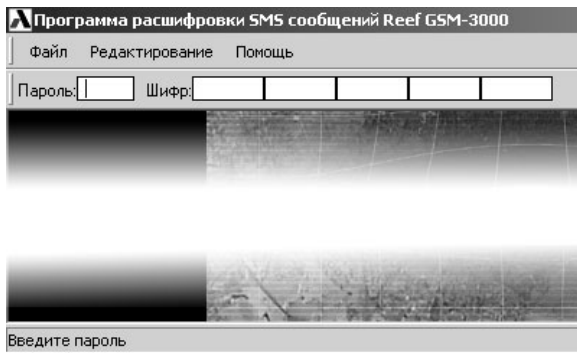 Программа расшифровки SMS сообщений Reef GSM-3000
Файл Редактирование Помощь
Пароль: Шифр:
Введите пароль